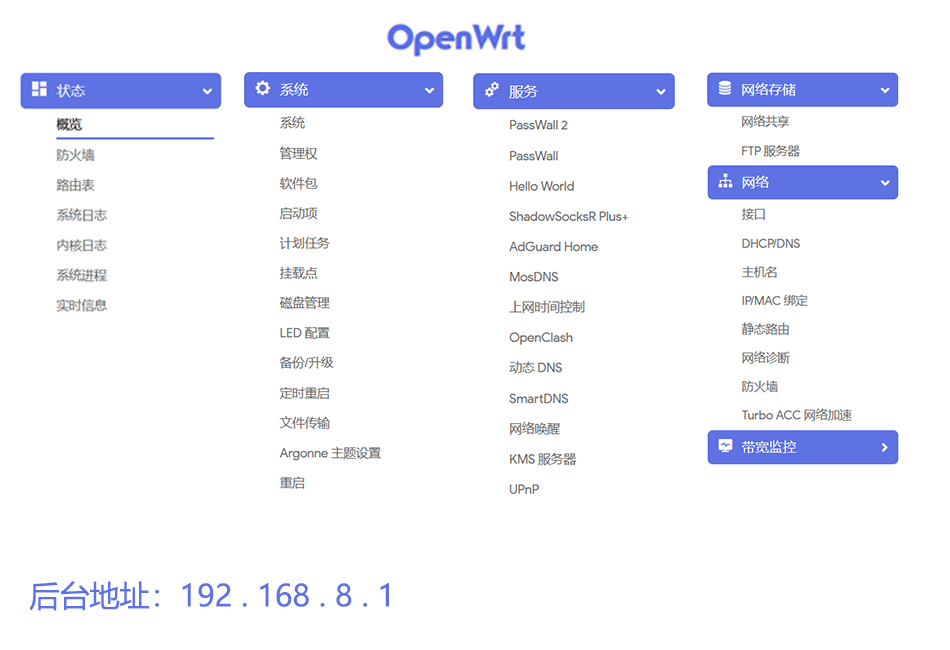 OpenWrt
状态
概览
防火墙
路由表
系统日志
内核日志
系统进程
实时信息
系统
系统
管理权
软件包
启动项
计划任务
挂载点
磁盘管理
LED 配置
备份/升级
定时重启
文件传输
Argonne 主题设置
重启
服务
PassWall 2
PassWall
Hello World
ShadowSocksR Plus+
AdGuard Home
MosDNS
上网时间控制
OpenClash
动态 DNS
SmartDNS
网络唤醒
KMS 服务器
UPnP
网络存储
网络共享
FTP 服务器
网络
接口
DHCP/DNS
主机名
IP/MAC 绑定
静态路由
网络诊断
防火墙
Turbo ACC 网络加速
带宽监控
后台地址：192 . 168 . 8 . 1